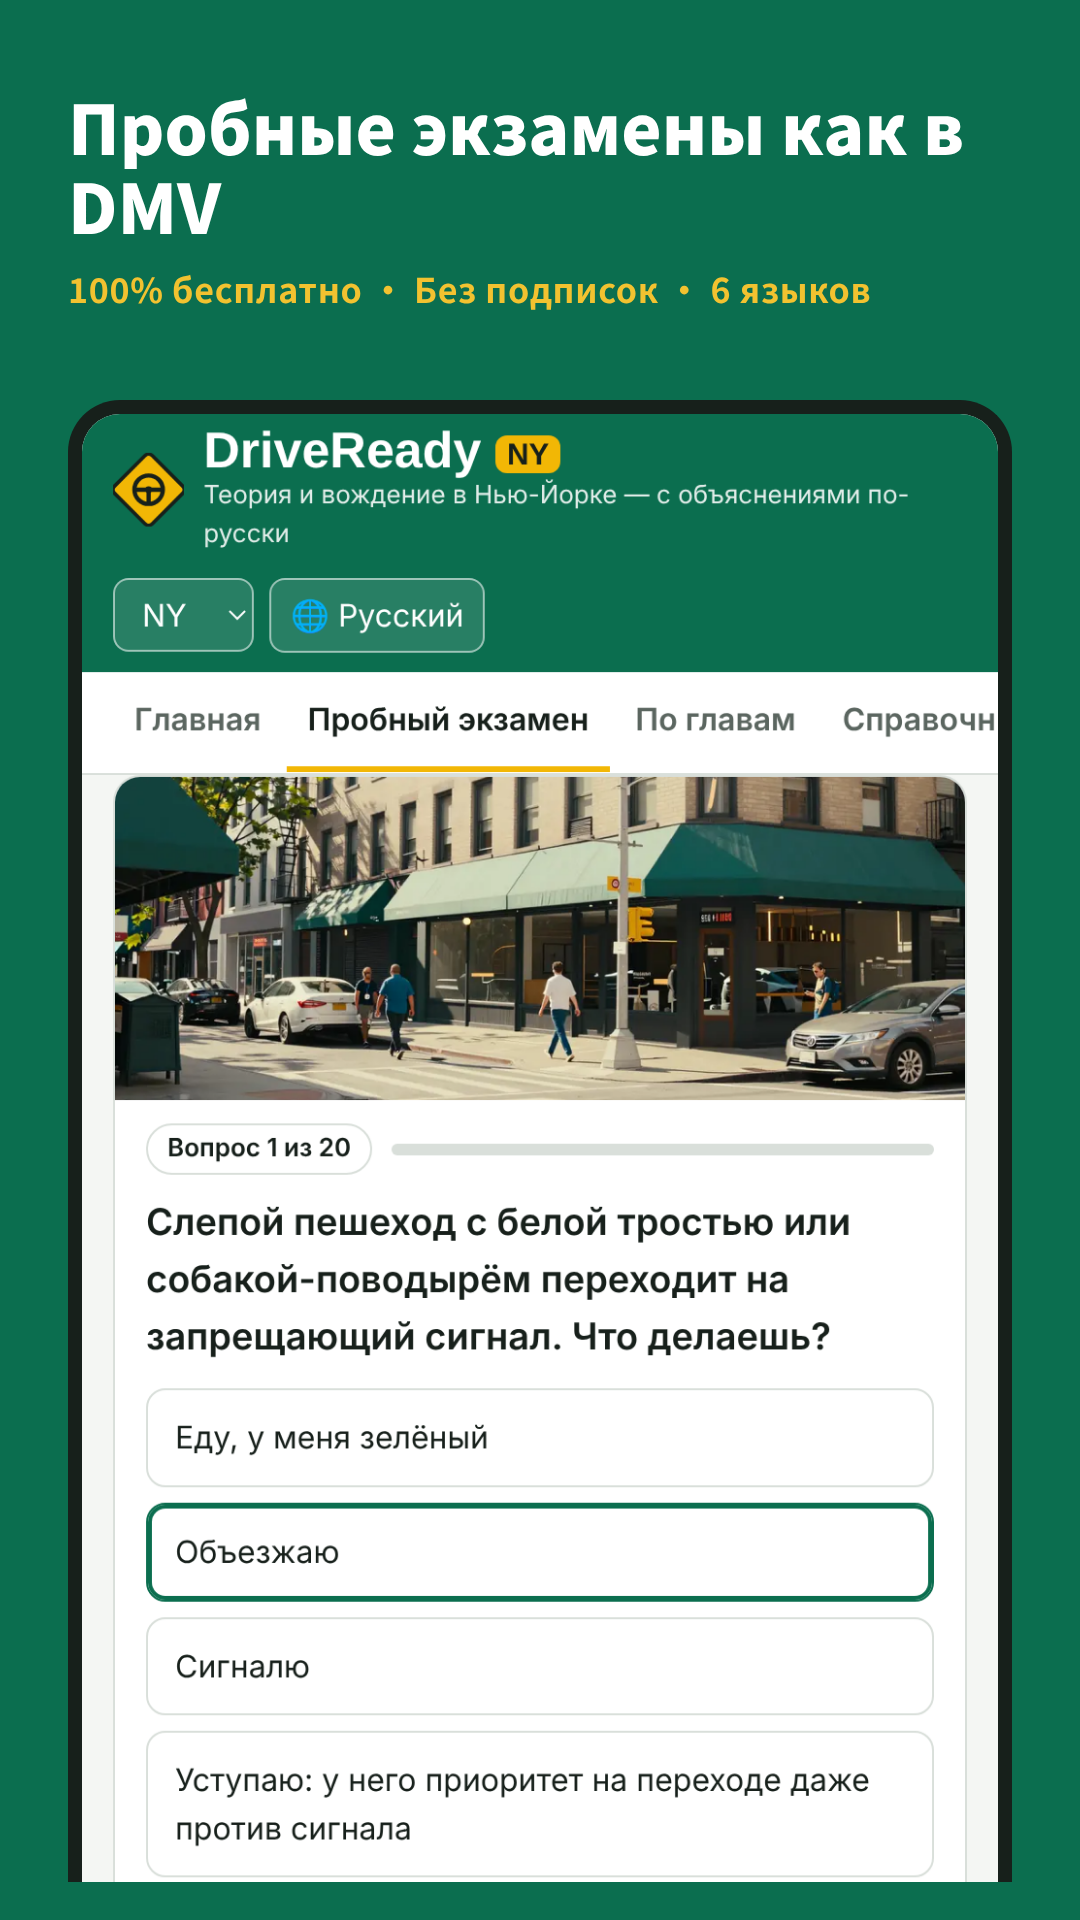 Пробные экзамены как в
DMV
100% бесплатно • Без подписок • 6 языков
DriveReady NY
Теория и вождение в Нью-Йорке — с объяснениями по-
русски
NY
Русский
Главная Пробный экзамен По главам Справочн
Вопрос 1 из 20
Слепой пешеход с белой тростью или
собакой-поводырём переходит на
запрещающий сигнал. Что делаешь?
Еду, у меня зелёный
Объезжаю
Сигналю
Уступаю: у него приоритет на переходе даже
против сигнала